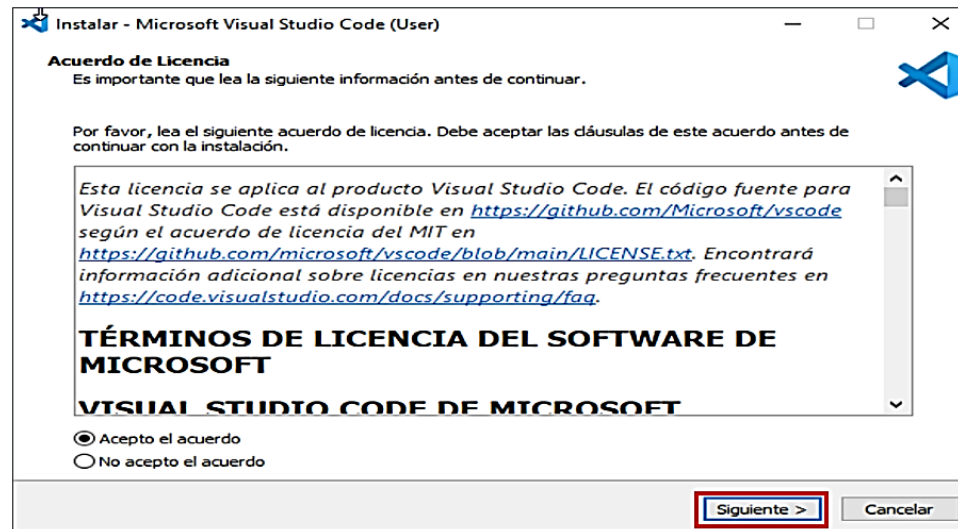 Instalar - Microsoft Visual Studio Code (User)
Acuerdo de Licencia
Es importante que lea la siguiente información antes de continuar.
Por favor, lea el siguiente acuerdo de licencia. Debe aceptar las cláusulas de este acuerdo antes de
continuar con la instalación.
Esta licencia se aplica al producto Visual Studio Code. El código fuente para
Visual Studio Code está disponible en https://github.com/Microsoft/vscode
según el acuerdo de licencia del MIT en
https://github.com/microsoft/vscode/blob/main/LICENSE.txt. Encontrará
información adicional sobre licencias en nuestras preguntas frecuentes en
https://code.visualstudio.com/docs/supporting/faq.
TÉRMINOS DE LICENCIA DEL SOFTWARE DE
MICROSOFT
VISUAL STUDIO CODE DE MICROSOFT
Acepto el acuerdo
No acepto el acuerdo
Siguiente >
Cancelar